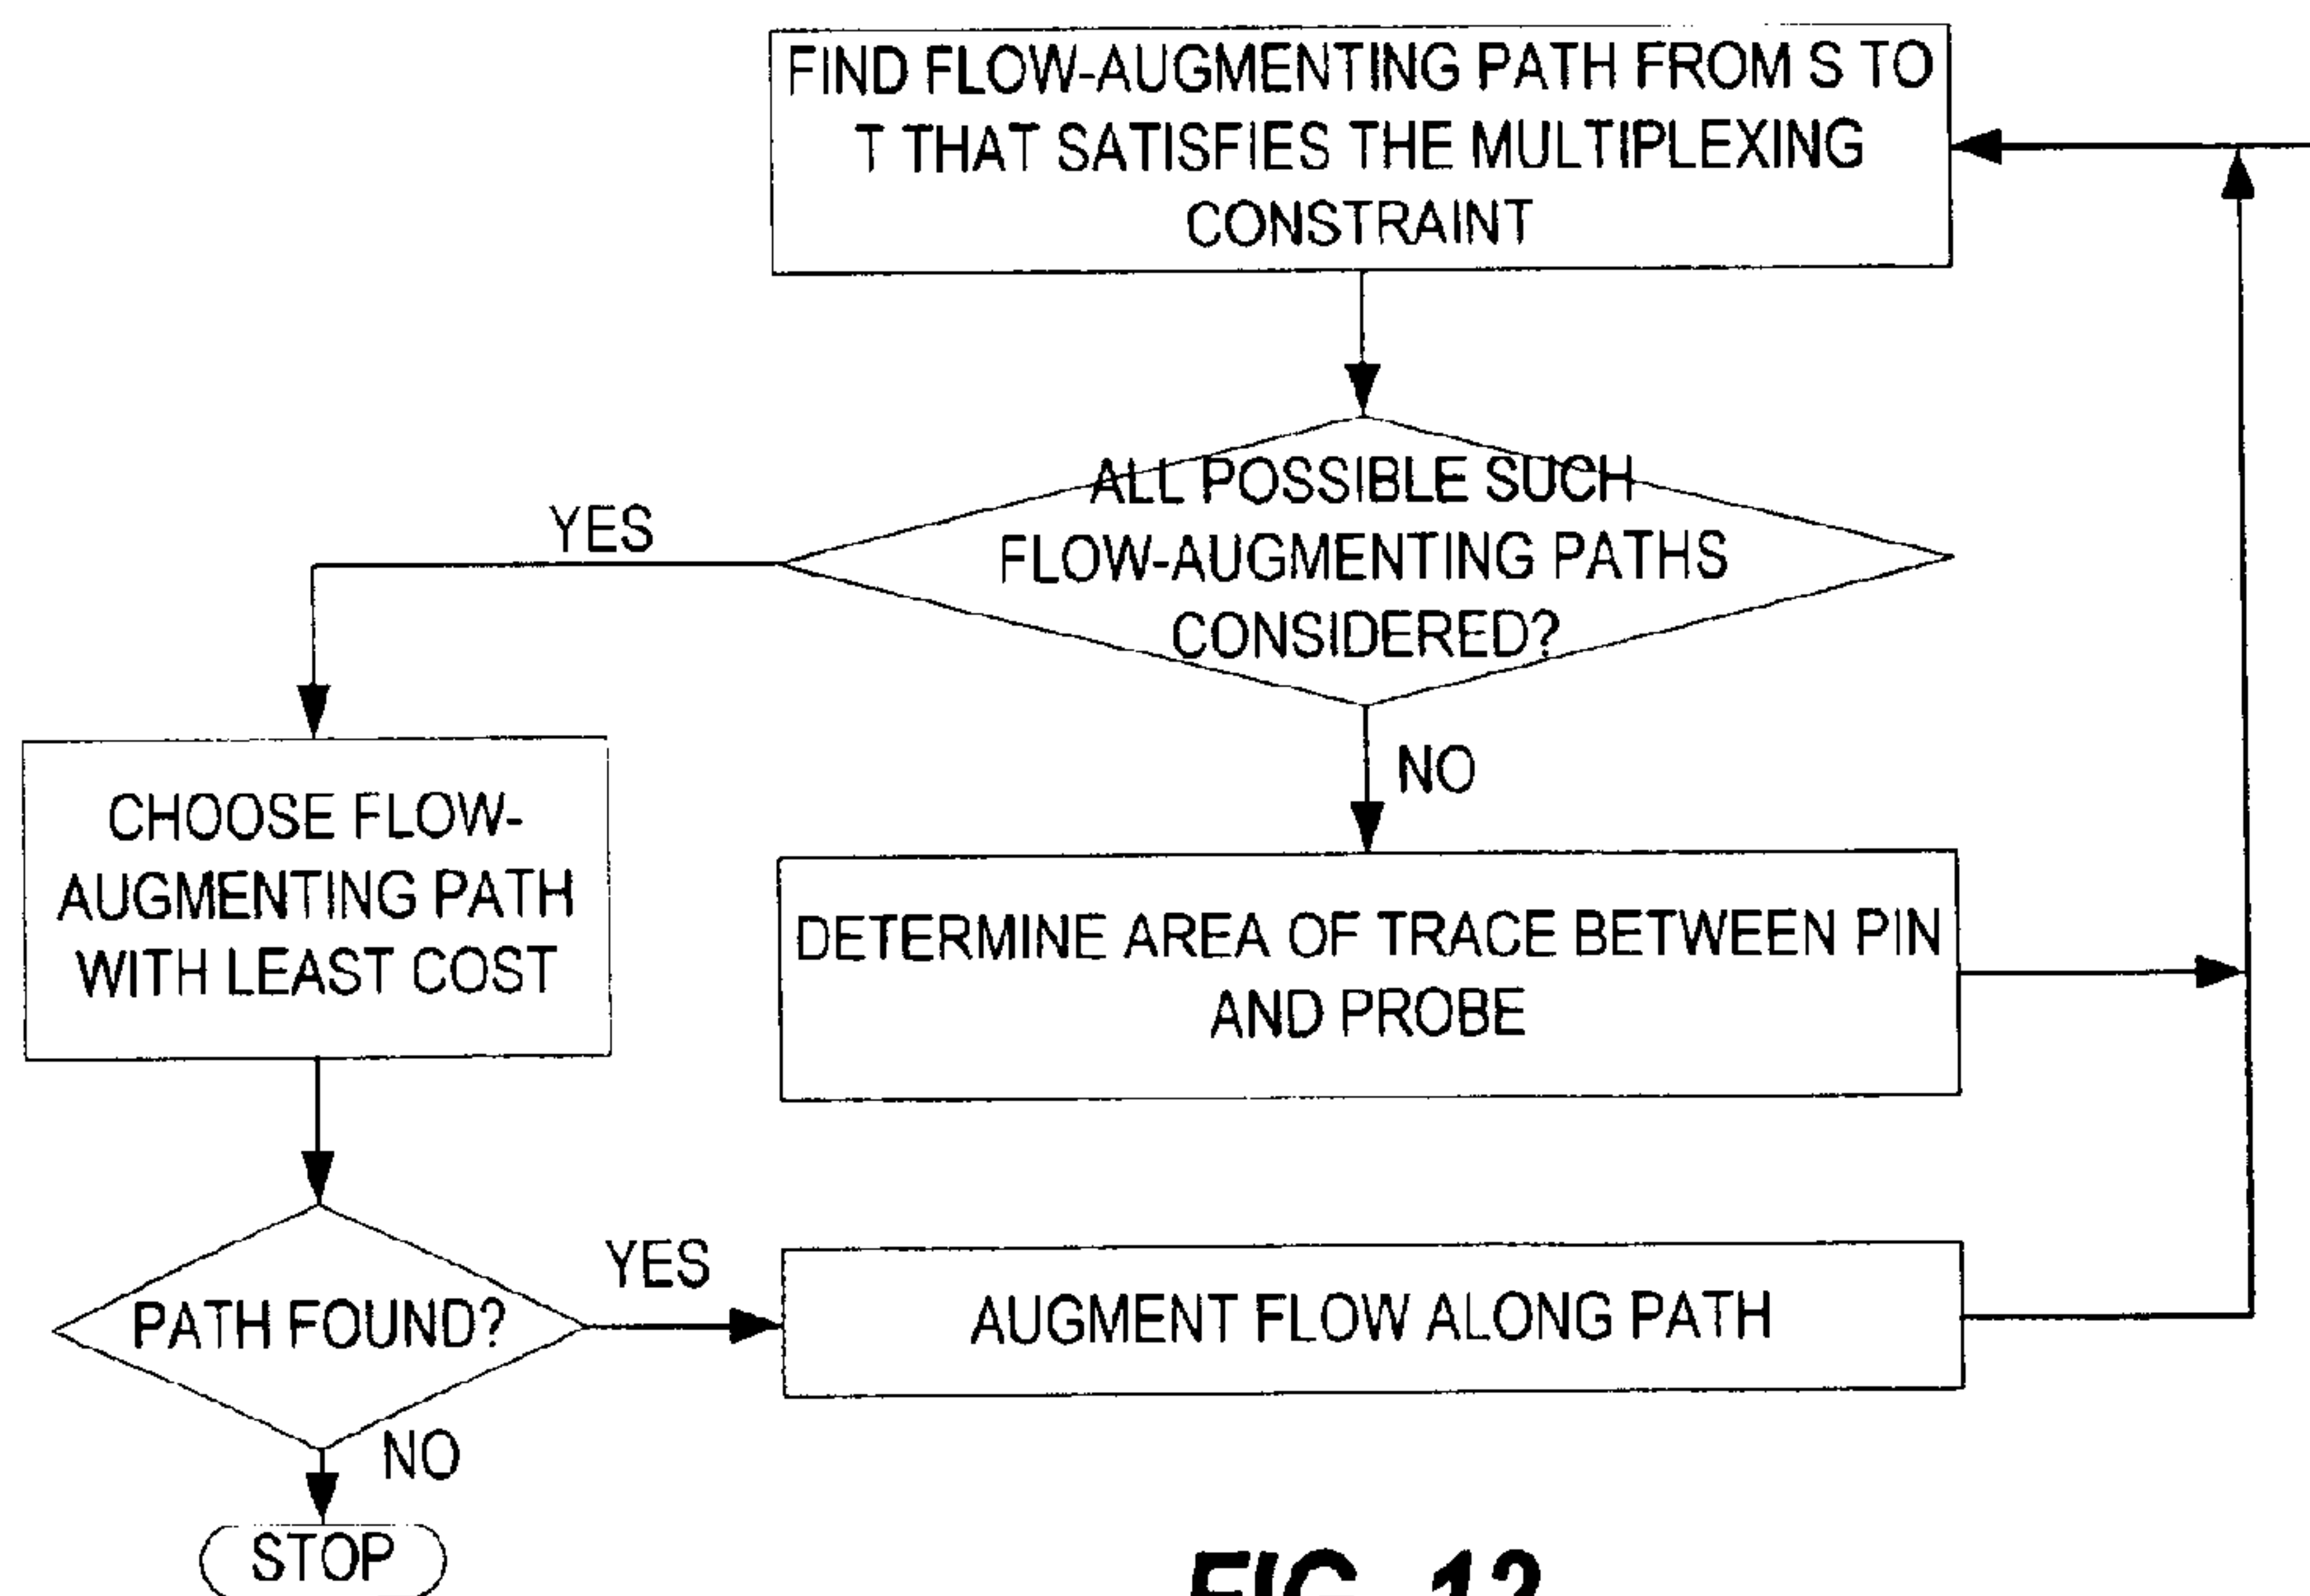 FIND FLOW-AUGMENTING PATH FROM S TO
T THAT SATISFIES THE MULTIPLEXING
CONSTRAINT
ALL POSSIBLE SUCH
FLOW-AUGMENTING PATHS
CONSIDERED?
YES
NO
CHOOSE FLOW-
AUGMENTING PATH
WITH LEAST COST
DETERMINE AREA OF TRACE BETWEEN PIN
AND PROBE
PATH FOUND?
YES
AUGMENT FLOW ALONG PATH
NO
STOP
FIG. 12